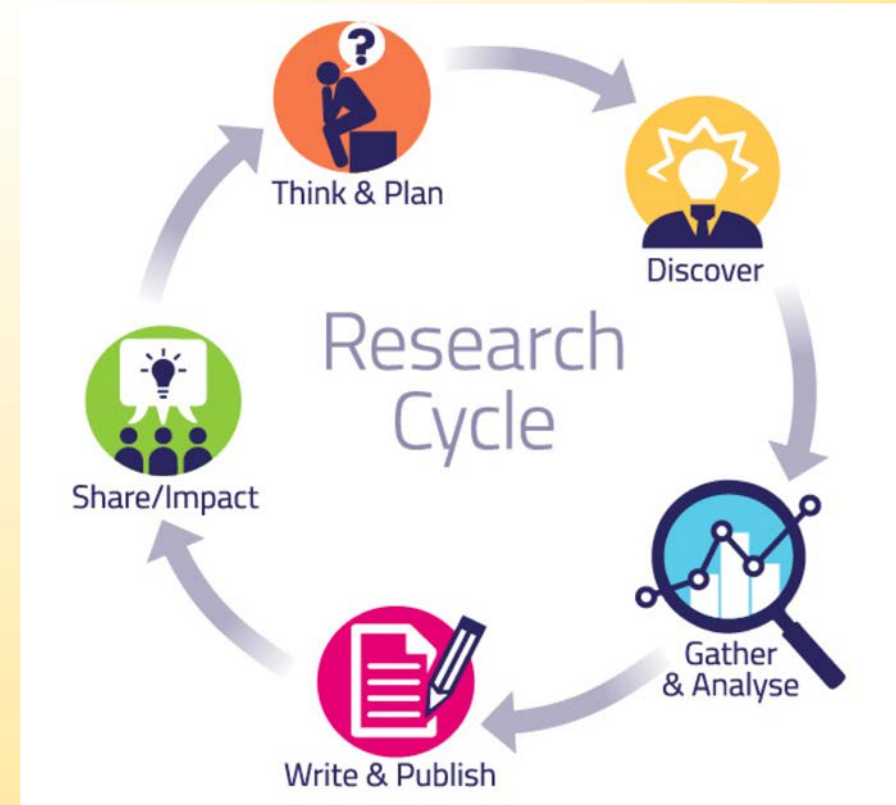 ?
Think & Plan
Discover
Research
Cycle
Share/Impact
Gather
& Analyse
Write & Publish